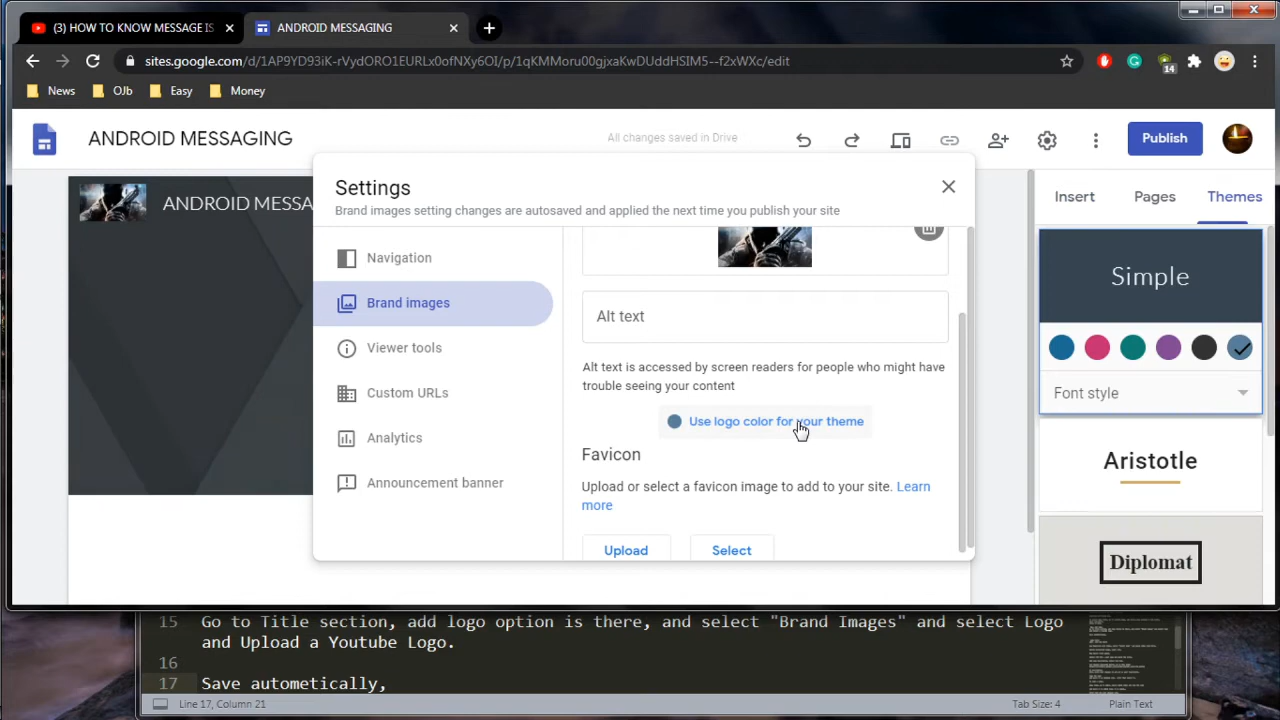 (3) HOW TO KNOW MESSAGE IS
ANDROID MESSAGING
sites.google.com/d/1AP9YD93iK-rVydORO1EURLx0ofNXy6OI/p/1qKMMoru00gjxaKwDUddHSIM5--f2xWXc/edit
14
News OJb Easy Money
ANDROID MESSAGING
All changes saved in Drive
Publish
Settings
Brand images setting changes are autosaved and applied the next time you publish your site
ANDROID MESSA
Insert Pages Themes
Navigation
Brand images
Viewer tools
Custom URLs
Analytics
Announcement banner
Alt text
Alt text is accessed by screen readers for people who might have
trouble seeing your content
Use logo color for your theme
Favicon
Upload or select a favicon image to add to your site. Learn
more
Upload Select
Simple
Font style
Aristotle
Diplomat
15 Go to Title section, add logo option is there, and select "Brand Images" and select Logo
and Upload a Youtube Logo.
16
17 Save automatically,
Line 17, Column 21 Tab Size: 4 Plain Text